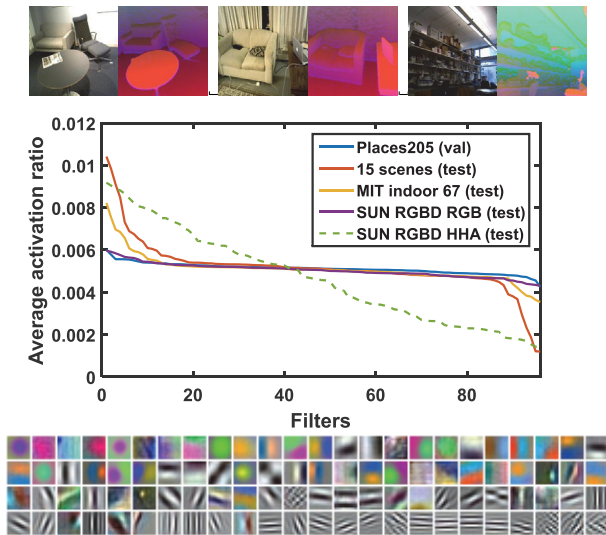 0.012
0.01
0.008
0.006
0.004
0.002
0
Average activation ratio
Places205 (val)
15 scenes (test)
MIT indoor 67 (test)
SUN RGBD RGB (test)
SUN RGBD HHA (test)
0 20 40 60 80
Filters